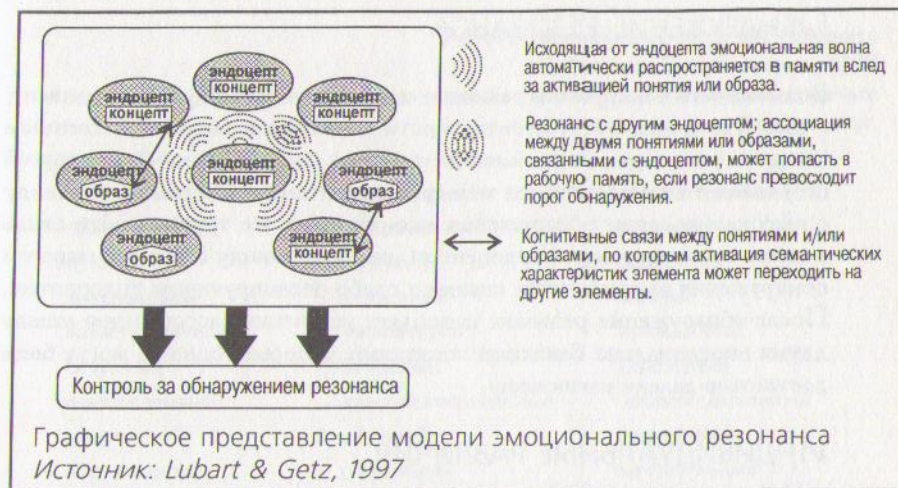 эндоцепт
концепт
эндоцепт
концепт
эндоцепт
концепт
эндоцепт
образ
эндоцепт
концепт
эндоцепт
образ
эндоцепт
образ
эндоцепт
концепт
Контроль за обнаружением резонанса
Исходящая от эндоцепта эмоциональная волна
автоматически распространяется в памяти вслед
за активацией понятия или образа.
Резонанс с другим эндоцептом; ассоциация
между двумя понятиями или образами,
связанными с эндоцептом, может попасть в
рабочую память, если резонанс превосходит
порог обнаружения.
Когнитивные связи между понятиями и/или
образами, по которым активация семантических
характеристик элемента может переходить на
другие элементы.
Графическое представление модели эмоционального резонанса
Источник: Lubart & Getz, 1997